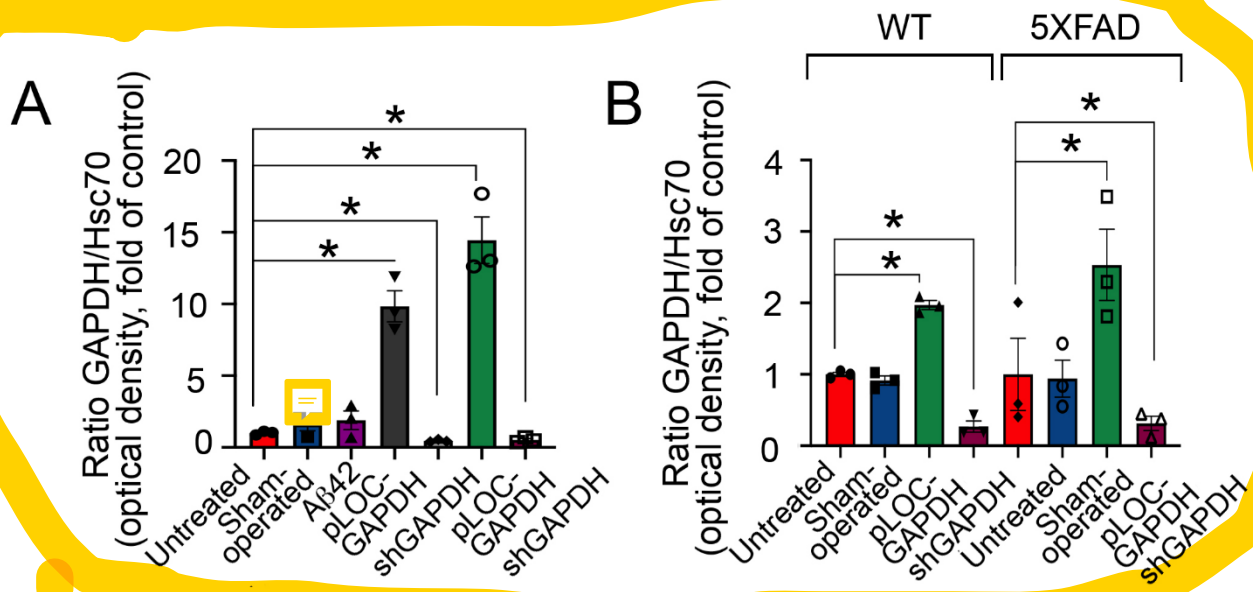 A
Ratio GAPDH/Hsc70
(optical density, fold of control)
20
15
10
5
0
*
*
*
*
Untreated
Sham-
operated
Aβ42
pLOC-
GAPDH
shGAPDH
pLOC-
GAPDH
shGAPDH
B
WT
5XFAD
Ratio GAPDH/Hsc70
(optical density, fold of control)
4
3
2
1
0
*
*
*
*
Untreated
Sham-
operated
pLOC-
GAPDH
shGAPDH
Untreated
Sham-
operated
pLOC-
GAPDH
shGAPDH